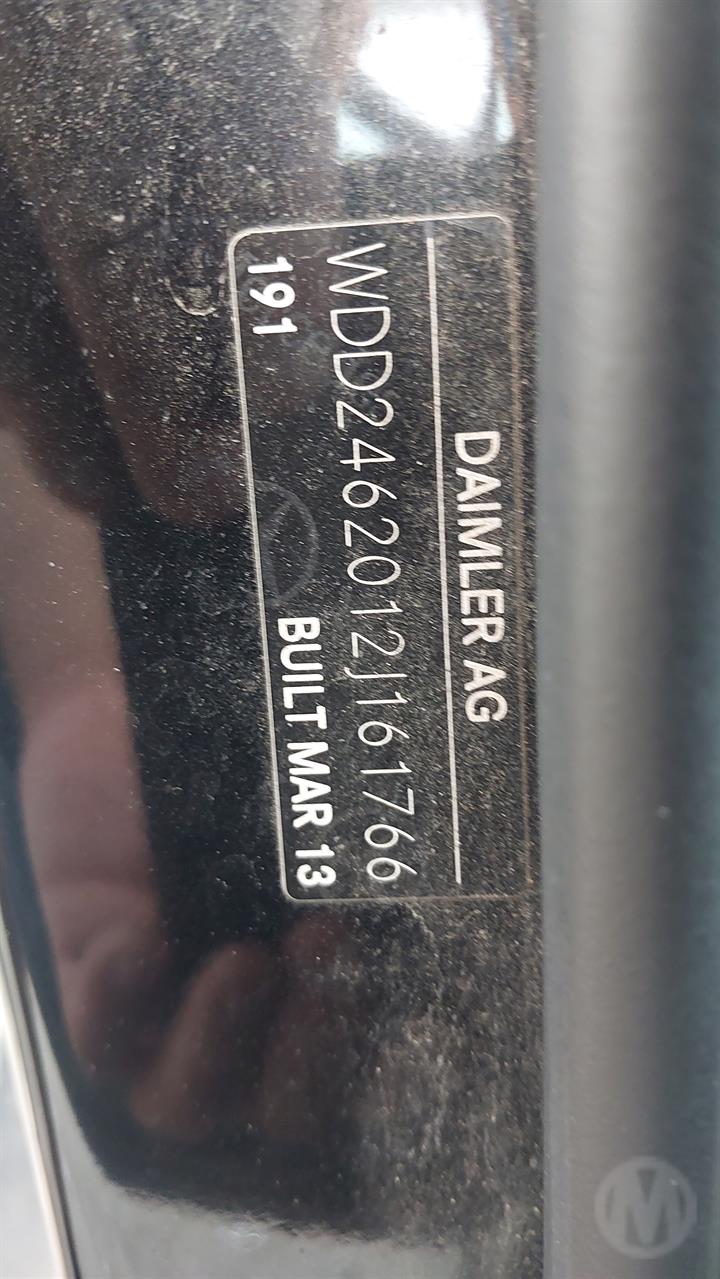 DAIMLER AG
WDD2462012J161766
191 BUILT MAR 13
M